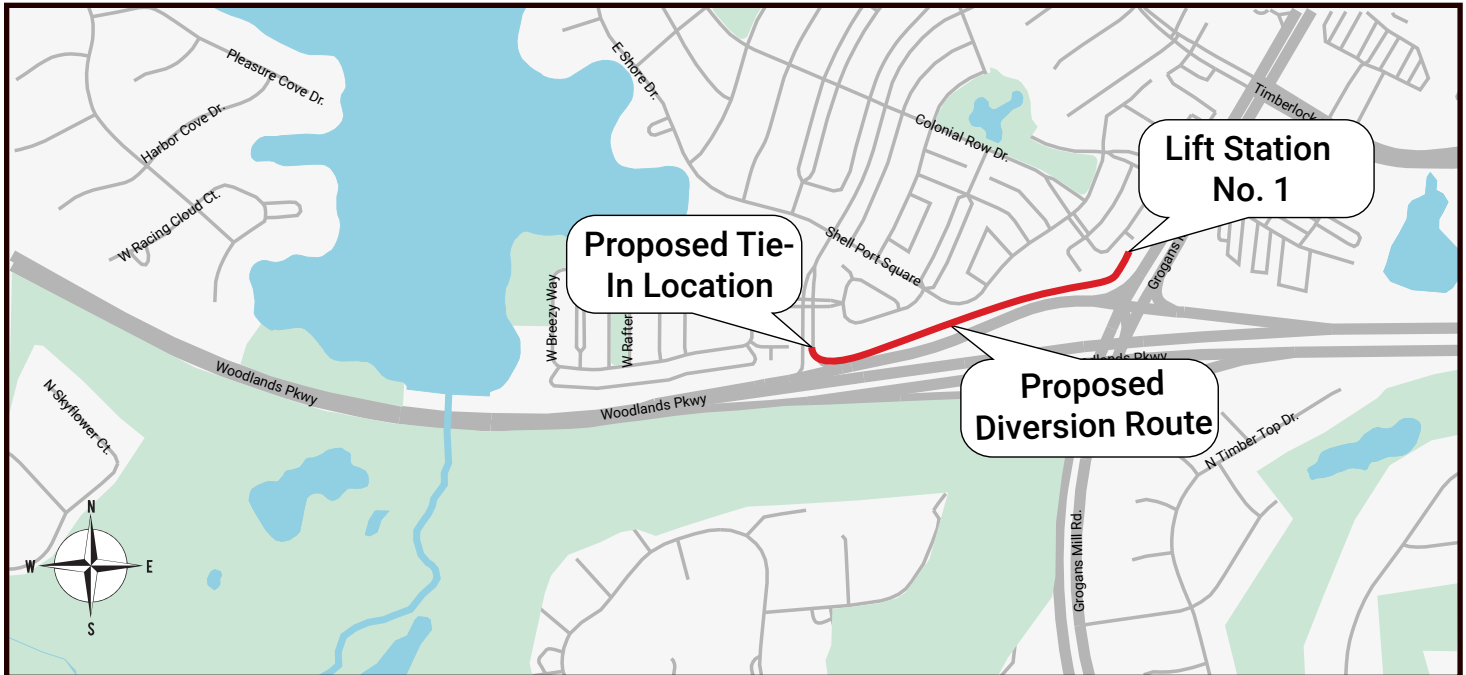 Pleasure Cove Dr.
E Shore Dr.
Harbor Cove Dr.
Timberlock
Colonial Row Dr.
Lift Station
No. 1
W Racing Cloud Ct.
Shell Port Square
Proposed Tie-
In Location
Grogans
W Breezy Way
W Rafter
Woodlands Pkwy
Woodlands Pkwy
Pkwy
Proposed
Diversion Route
N Skyflower Ct.
N Timber Top Dr.
Grogans Mill Rd.
N
W
E
S